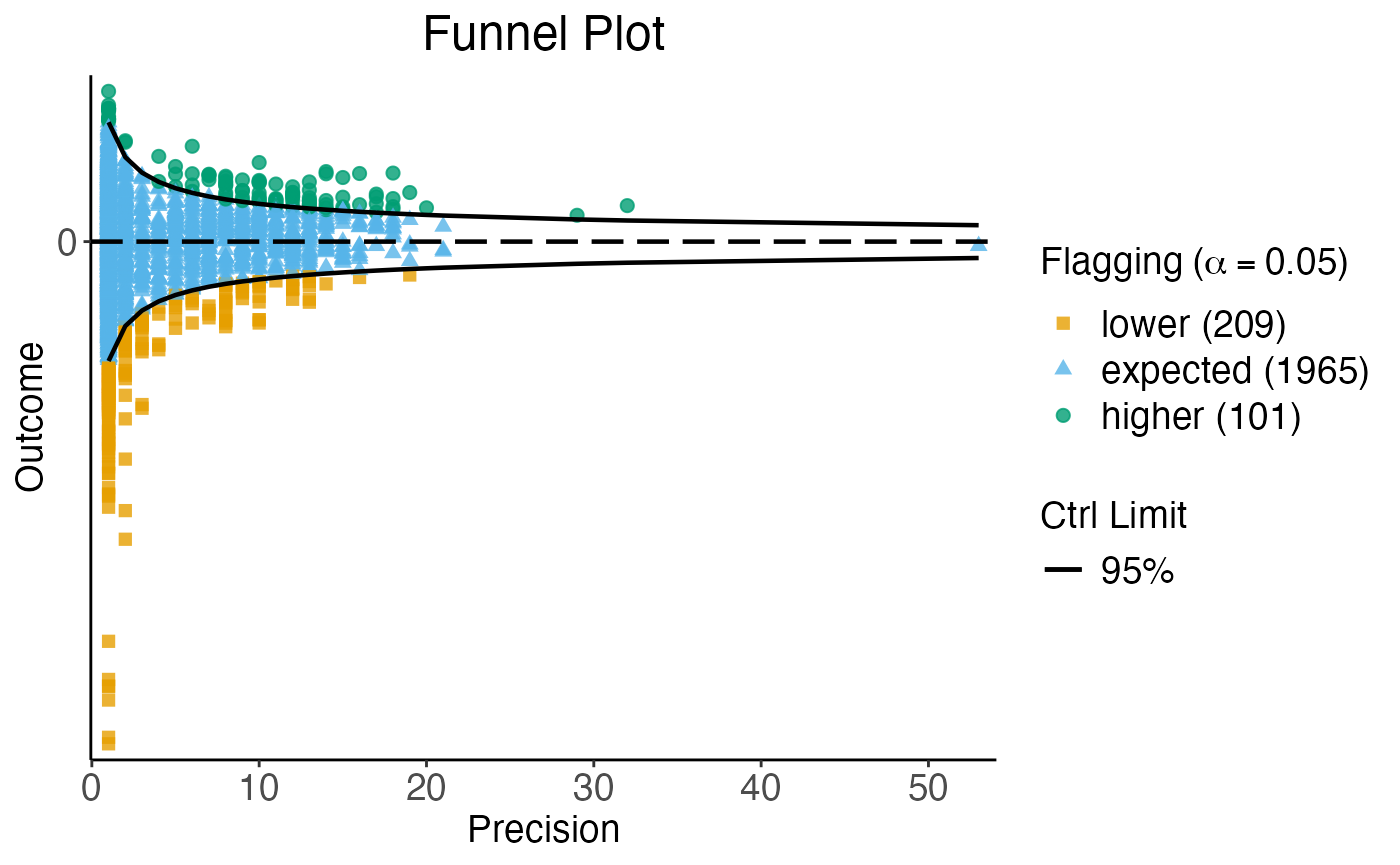 Funnel Plot
0
Outcome
0 10 20 30 40 50
Precision
Flagging (α = 0.05)
lower (209)
expected (1965)
higher (101)
Ctrl Limit
95%